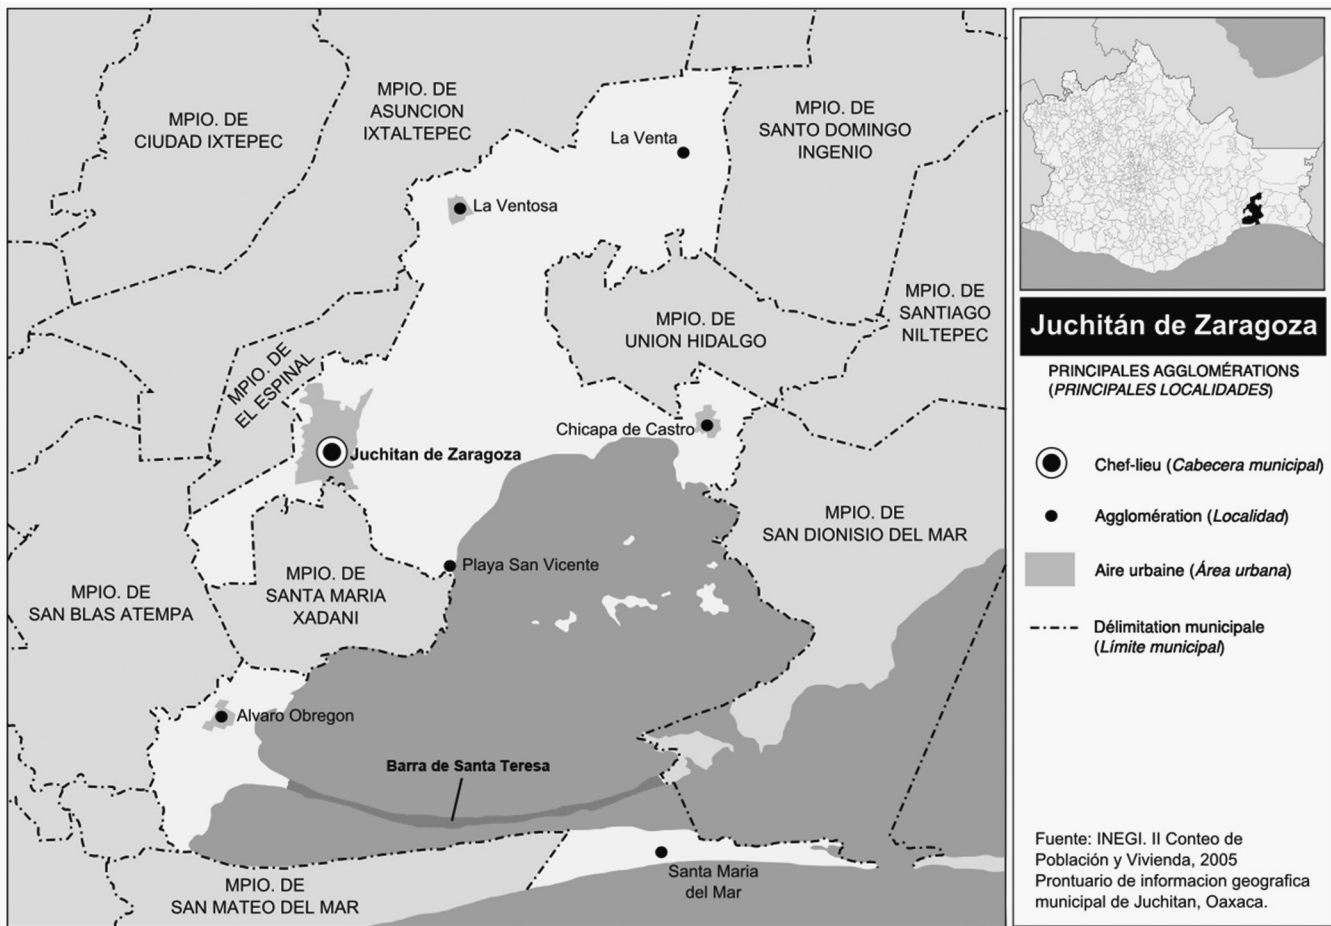 MPIO. DE
CIUDAD IXTEPEC
MPIO. DE
ASUNCION
IXTALTEPEC
La Venta
MPIO. DE
SANTO DOMINGO
INGENIO
La Ventosa
MPIO. DE
SANTIAGO
NILTEPEC
MPIO. DE
UNION HIDALGO
MPIO. DE
EL ESPINAL
Chicapa de Castro
Juchitan de Zaragoza
MPIO. DE
SAN DIONISIO DEL MAR
Playa San Vicente
MPIO. DE
SANTA MARIA
XADANI
MPIO. DE
SAN BLAS ATEMPA
Alvaro Obregon
Barra de Santa Teresa
Santa Maria
del Mar
MPIO. DE
SAN MATEO DEL MAR
Juchitán de Zaragoza
PRINCIPALES AGGLOMÉRATIONS
(PRINCIPALES LOCALIDADES)
Chef-lieu (Cabecera municipal)
Agglomération (Localidad)
Aire urbaine (Área urbana)
Délimitation municipale
(Límite municipal)
Fuente: INEGI. II Conteo de
Población y Vivienda, 2005
Prontuario de informacion geografica
municipal de Juchitan, Oaxaca.